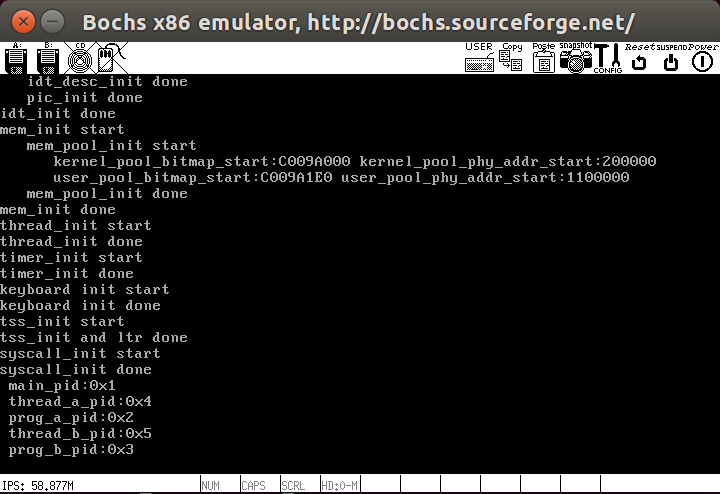 Bochs x86 emulator, http://bochs.sourceforge.net/
A: B: CD USER Copy Paste snapshot CONFIG Reset SUSPEND Power
idt_desc_init done
pic_init done
idt_init done
mem_init start
mem_pool_init start
kernel_pool_bitmap_start:C009A000 kernel_pool_phy_addr_start:200000
user_pool_bitmap_start:C009A1E0 user_pool_phy_addr_start:1100000
mem_pool_init done
mem_init done
thread_init start
thread_init done
timer_init start
timer_init done
keyboard init start
keyboard init done
tss_init start
tss_init and ltr done
syscall_init start
syscall_init done
main_pid:0x1
thread_a_pid:0x4
prog_a_pid:0x2
thread_b_pid:0x5
prog_b_pid:0x3
IPS: 58.877M NUM CAPS SCRL HD:0-M